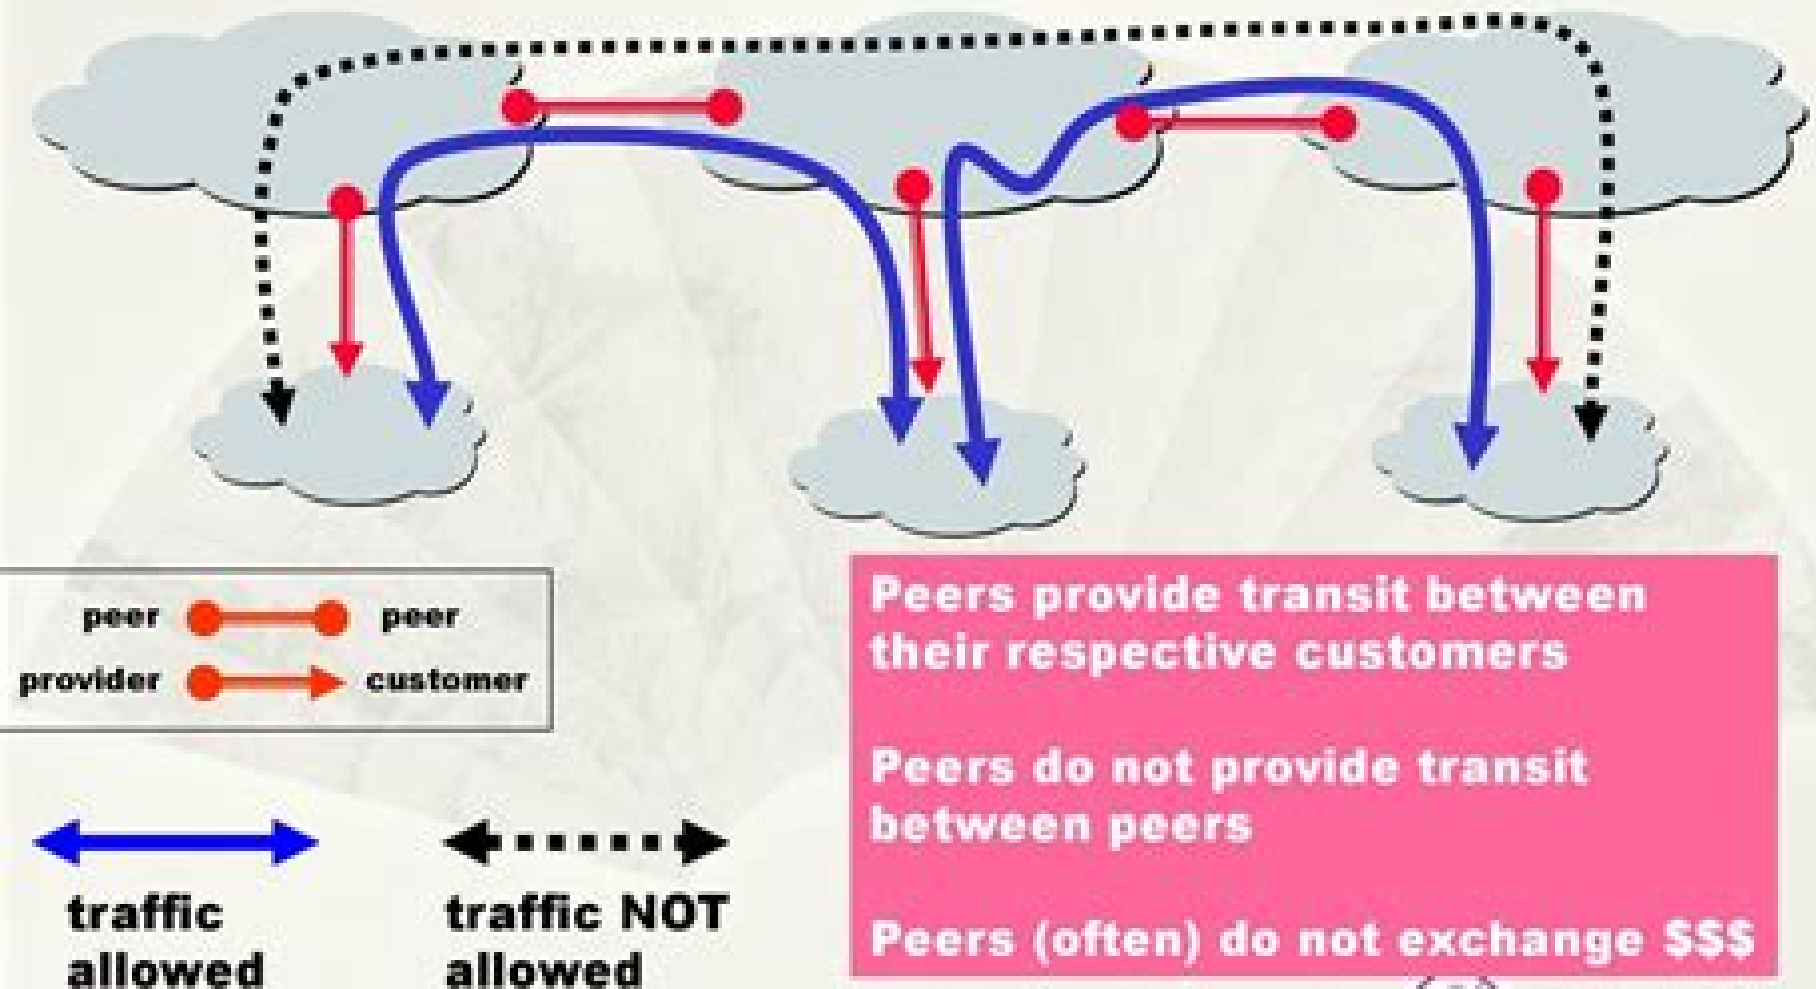 peer peer
provider customer
traffic
allowed
traffic NOT
allowed
Peers provide transit between
their respective customers
Peers do not provide transit
between peers
Peers (often) do not exchange $$$